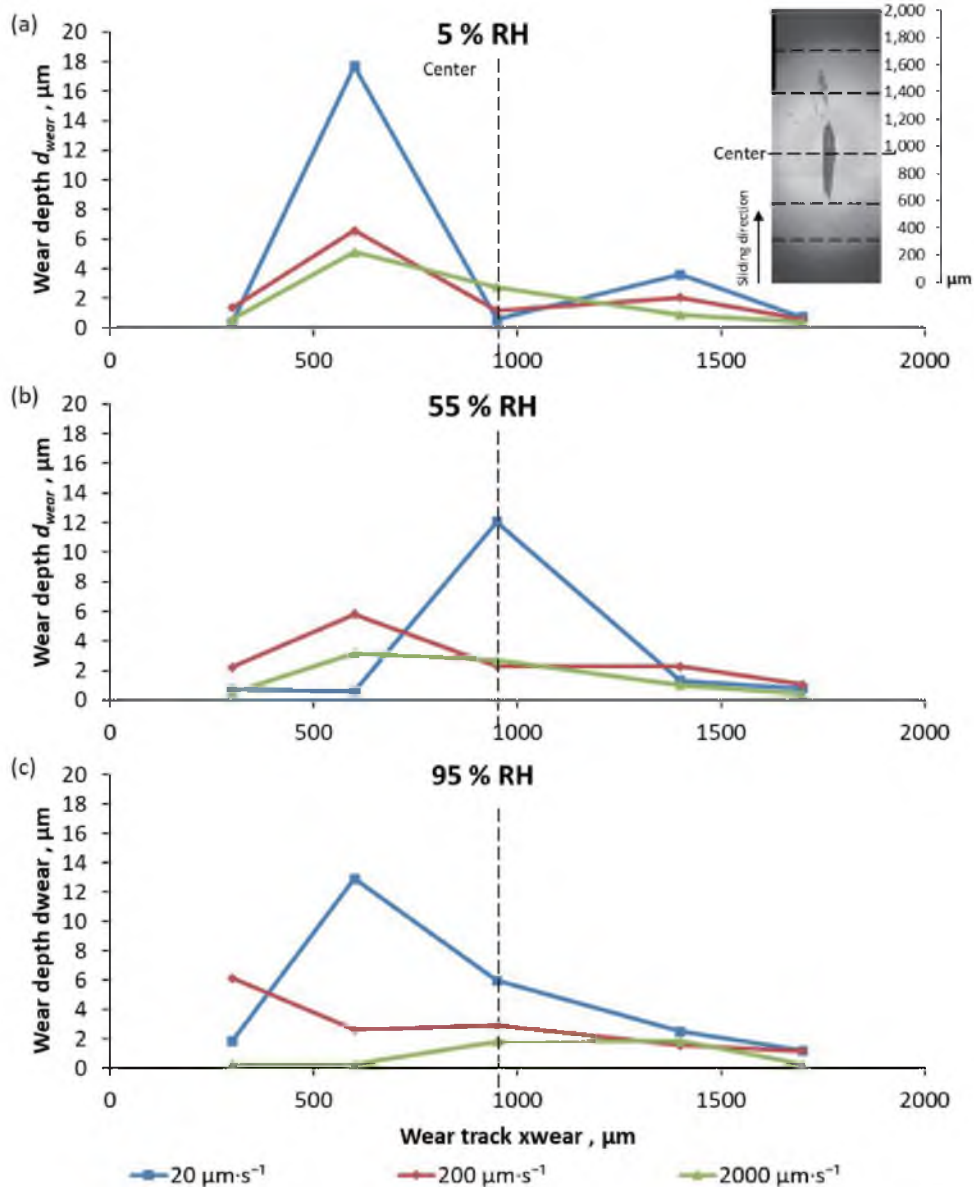 (a)
5 % RH
Center
Wear depth d_wear , µm
20
18
16
14
12
10
8
6
4
2
0
0 500 1000 1500 2000
Center
Sliding direction
2,000
1,800
1,600
1,400
1,200
1,000
800
600
400
200
0
µm
(b)
55 % RH
Wear depth d_wear , µm
20
18
16
14
12
10
8
6
4
2
0
0 500 1000 1500 2000
(c)
95 % RH
Wear depth dwear , µm
20
18
16
14
12
10
8
6
4
2
0
0 500 1000 1500 2000
Wear track xwear , µm
20 µm·s⁻¹ 200 µm·s⁻¹ 2000 µm·s⁻¹